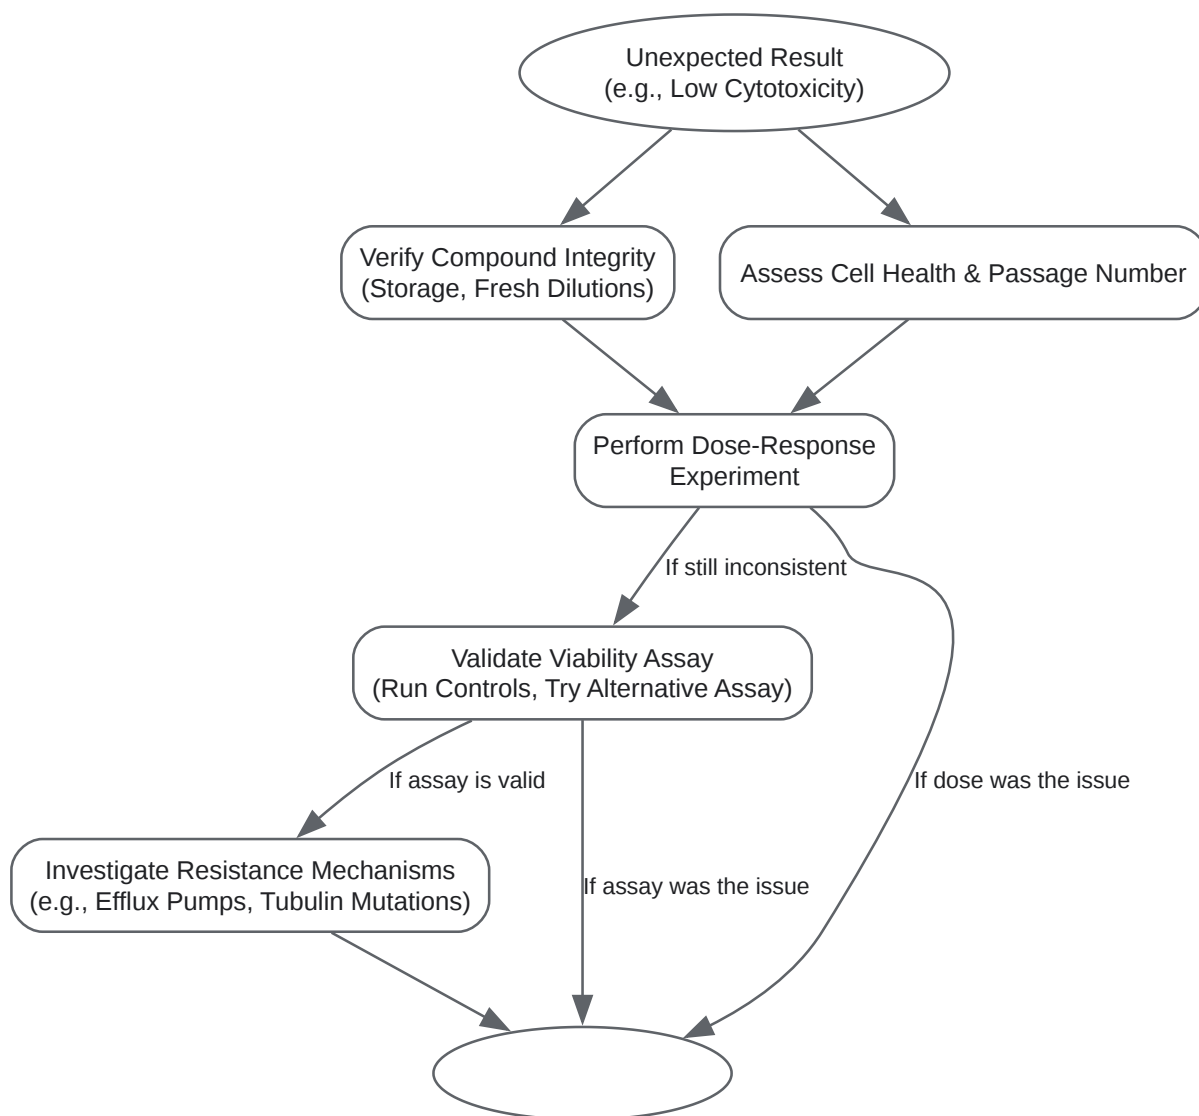 Unexpected Result
(e.g., Low Cytotoxicity)
Verify Compound Integrity
(Storage, Fresh Dilutions)
Assess Cell Health & Passage Number
Perform Dose-Response
Experiment
If still inconsistent
Validate Viability Assay
(Run Controls, Try Alternative Assay)
If assay is valid
If dose was the issue
Investigate Resistance Mechanisms
(e.g., Efflux Pumps, Tubulin Mutations)
If assay was the issue